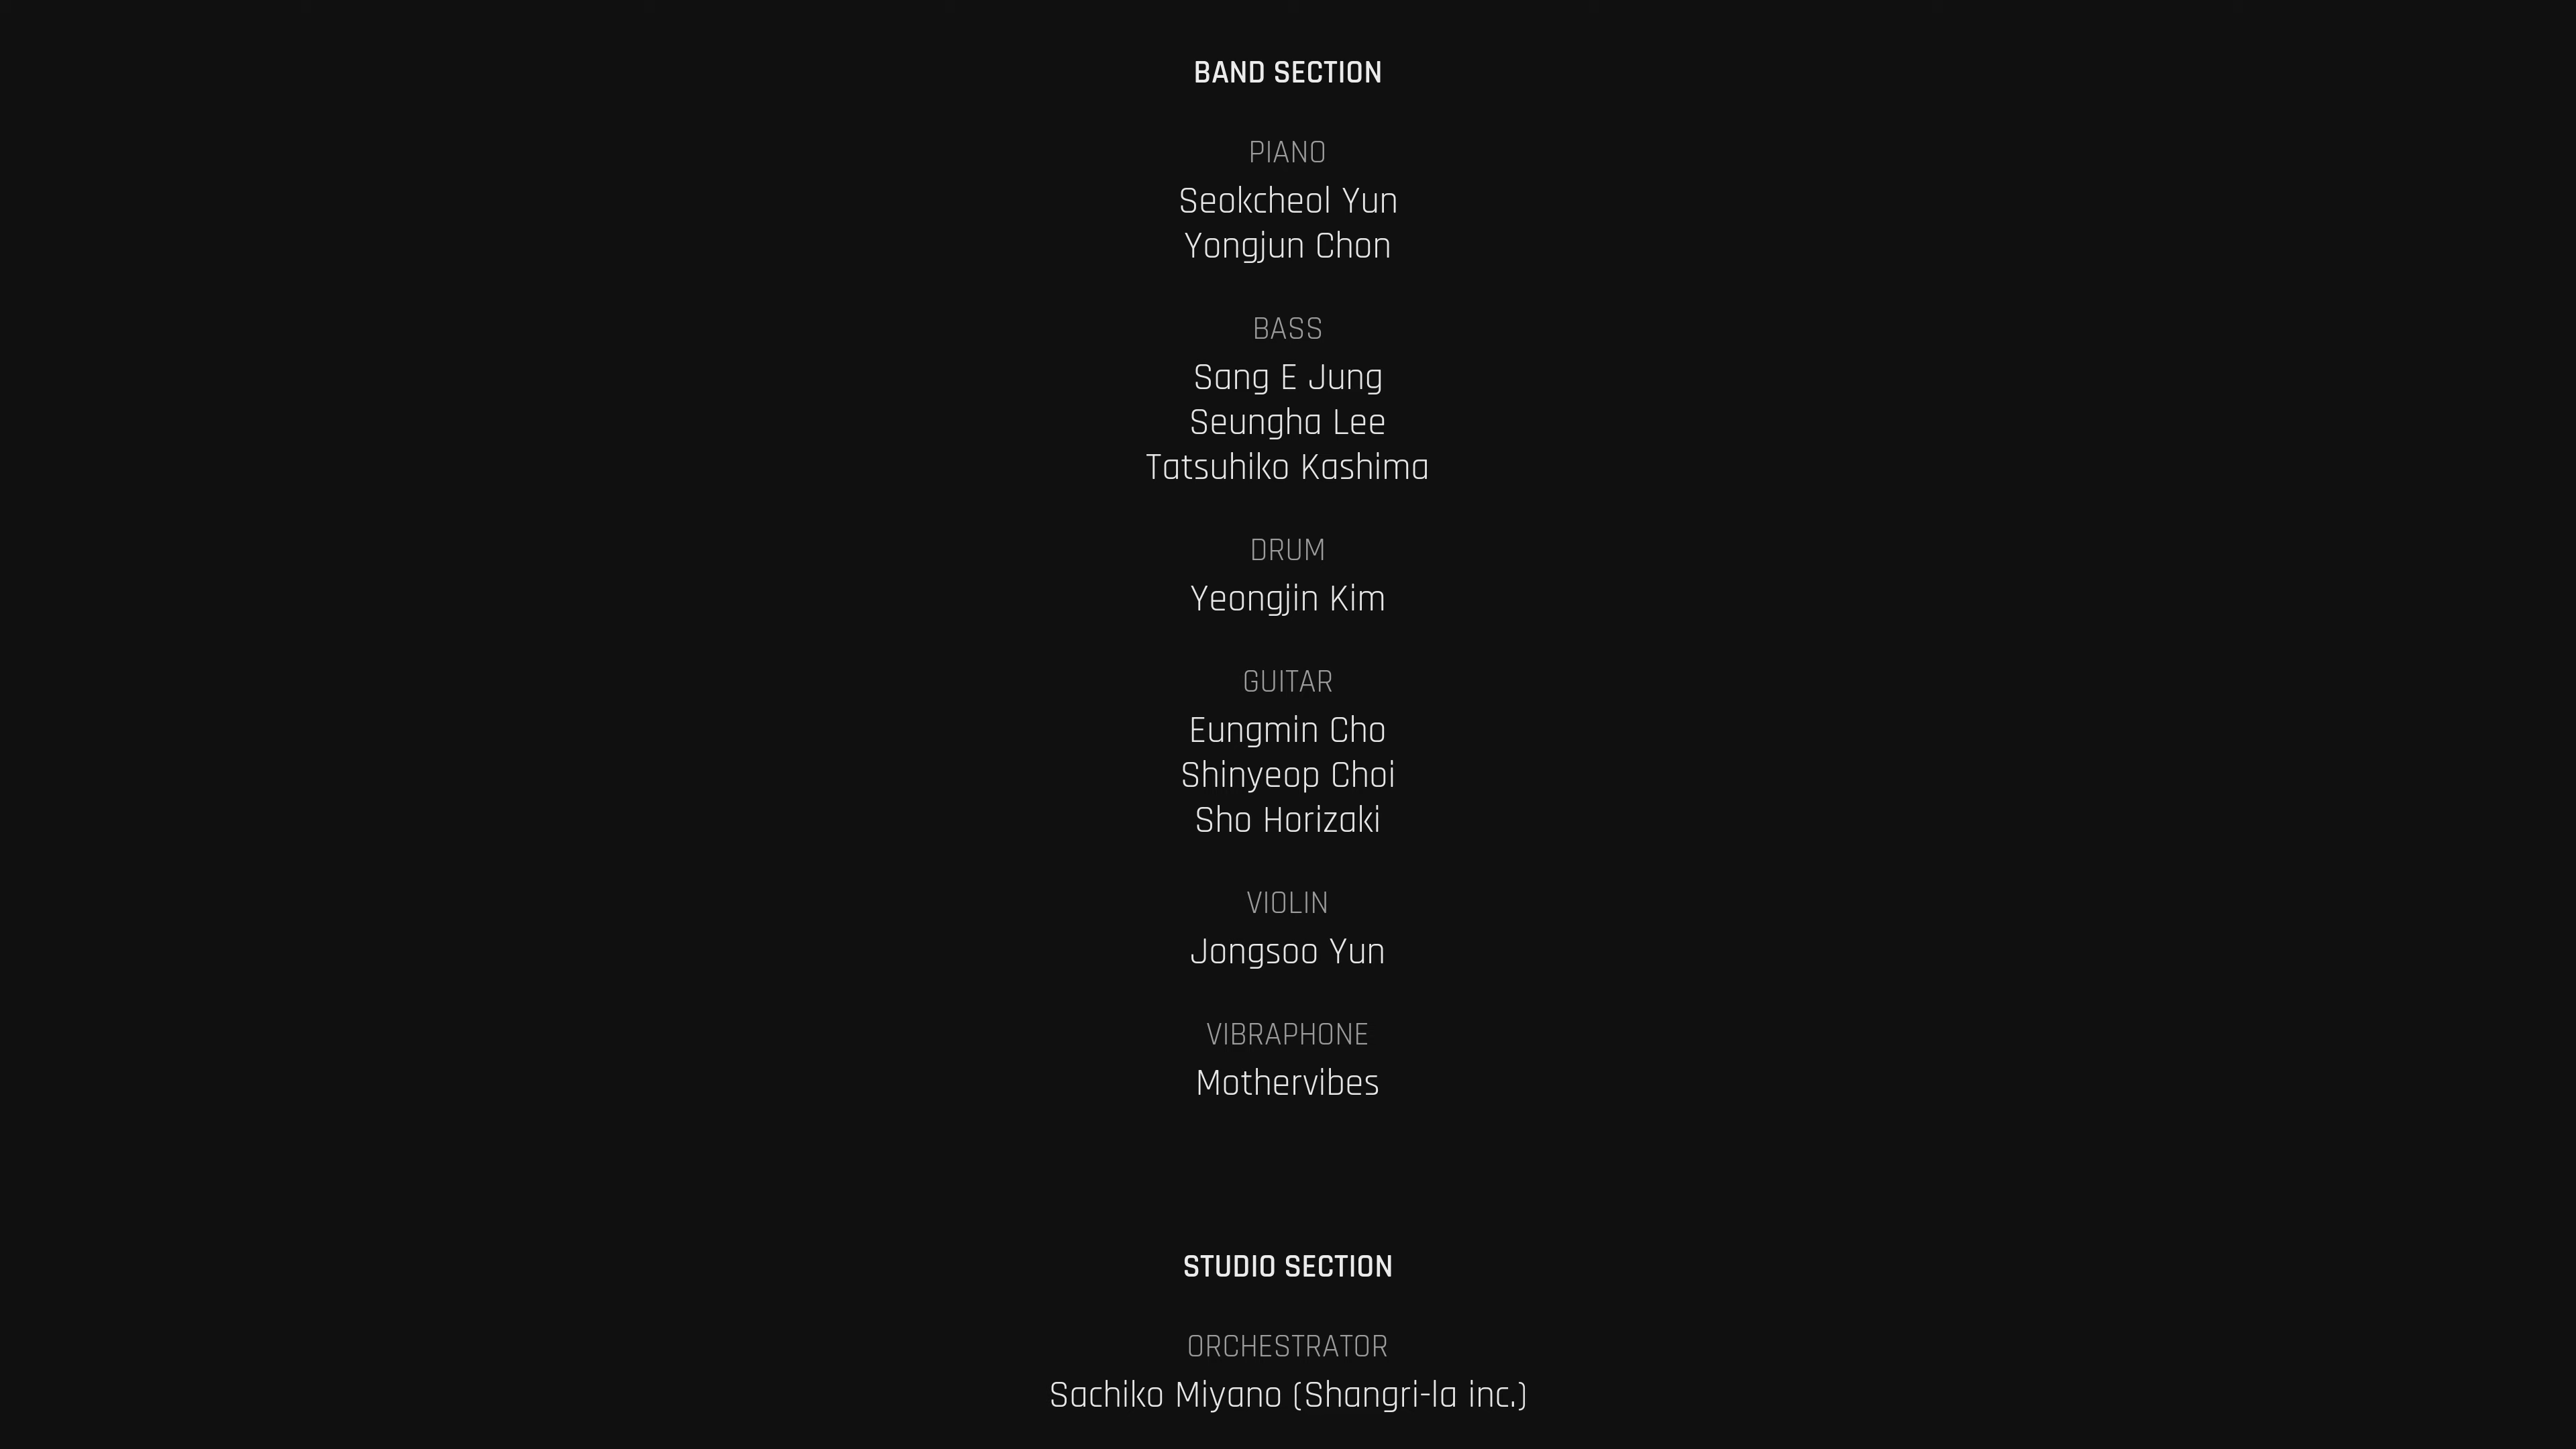 BAND SECTION
PIANO
Seokcheol Yun
Yongjun Chon
BASS
Sang E Jung
Seungha Lee
Tatsuhiko Kashima
DRUM
Yeongjin Kim
GUITAR
Eungmin Cho
Shinyeop Choi
Sho Horizaki
VIOLIN
Jongsoo Yun
VIBRAPHONE
Mothervibes
STUDIO SECTION
ORCHESTRATOR
Sachiko Miyano (Shangri-la inc.)